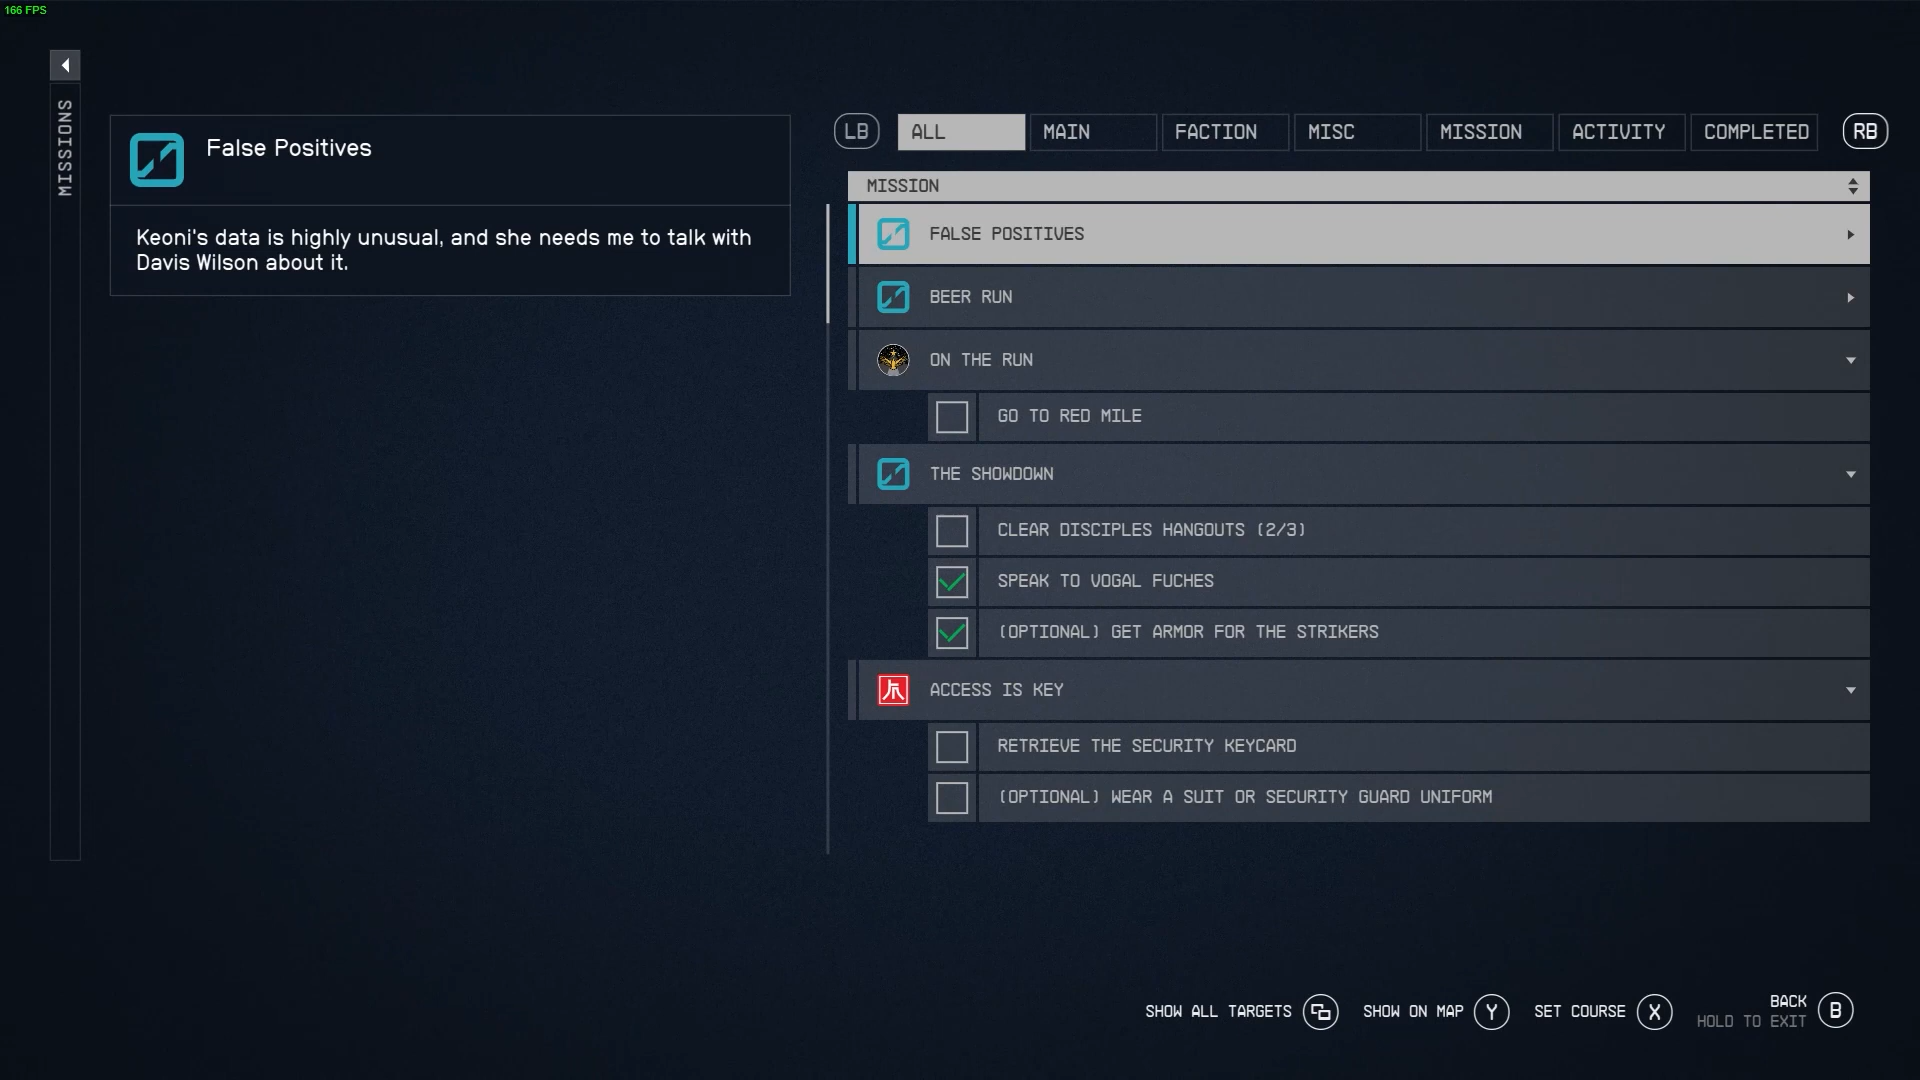 166 FPS
MISSIONS
False Positives
Keoni's data is highly unusual, and she needs me to talk with
Davis Wilson about it.
LB
ALL
MAIN
FACTION
MISC
MISSION
ACTIVITY
COMPLETED
RB
MISSION
FALSE POSITIVES
BEER RUN
ON THE RUN
GO TO RED MILE
THE SHOWDOWN
CLEAR DISCIPLES HANGOUTS (2/3)
SPEAK TO VOGAL FUCHES
(OPTIONAL) GET ARMOR FOR THE STRIKERS
ACCESS IS KEY
RETRIEVE THE SECURITY KEYCARD
(OPTIONAL) WEAR A SUIT OR SECURITY GUARD UNIFORM
SHOW ALL TARGETS
SHOW ON MAP Y
SET COURSE X
BACK B
HOLD TO EXIT